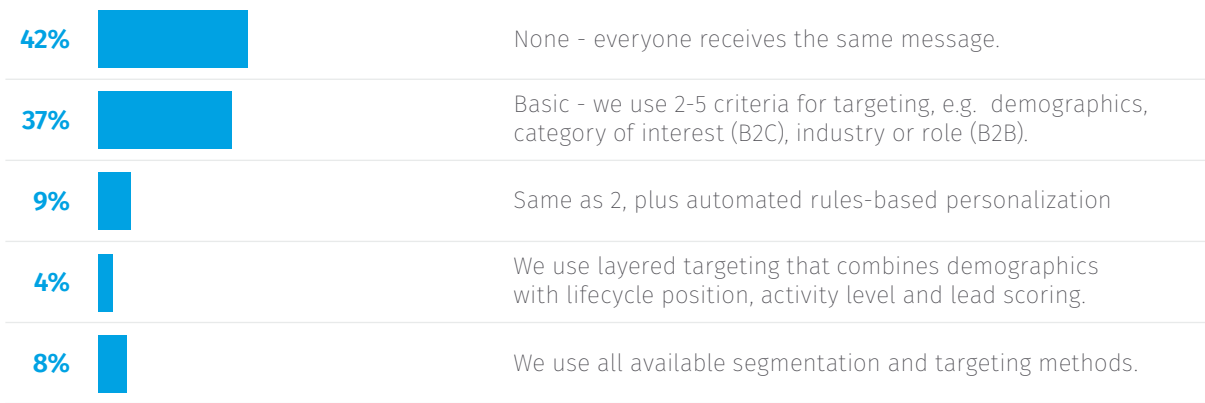 42%
None - everyone receives the same message.
37%
Basic - we use 2-5 criteria for targeting, e.g. demographics,
category of interest (B2C), industry or role (B2B).
9%
Same as 2, plus automated rules-based personalization
4%
We use layered targeting that combines demographics
with lifecycle position, activity level and lead scoring.
8%
We use all available segmentation and targeting methods.